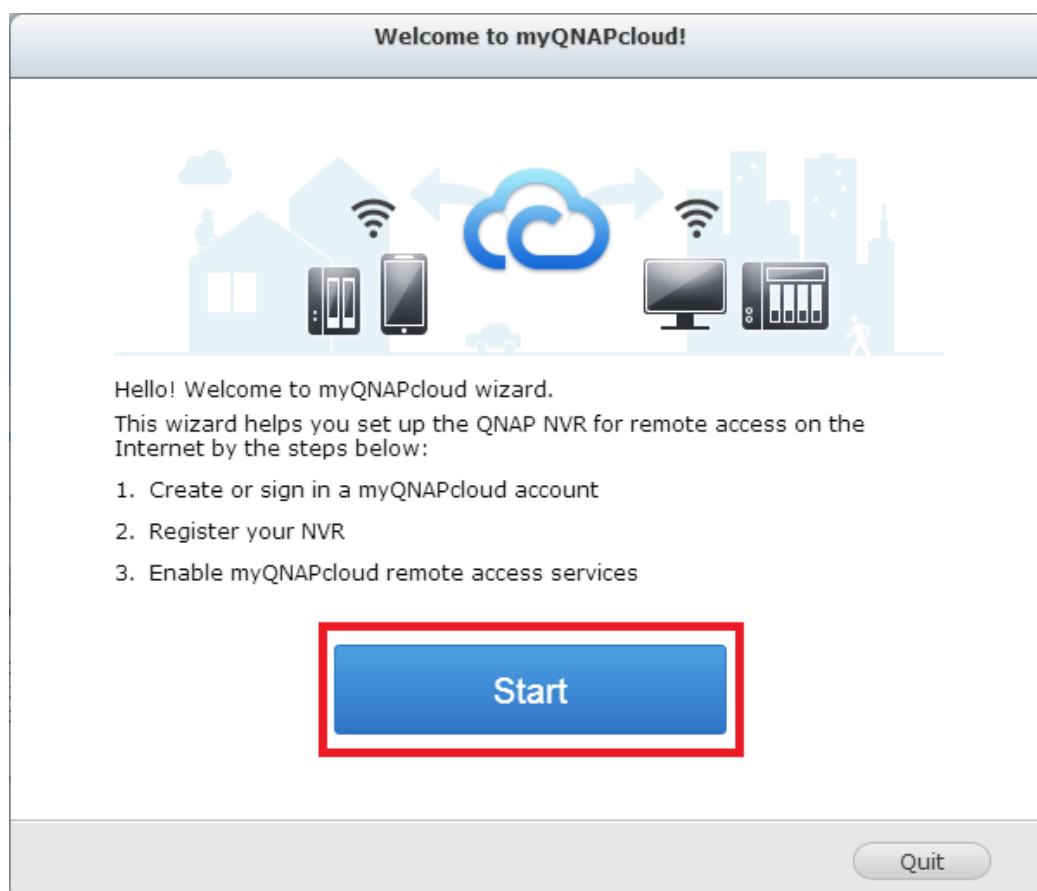 Welcome to myQNAPcloud!
Hello! Welcome to myQNAPcloud wizard.
This wizard helps you set up the QNAP NVR for remote access on the
Internet by the steps below:
1. Create or sign in a myQNAPcloud account
2. Register your NVR
3. Enable myQNAPcloud remote access services
Start
Quit